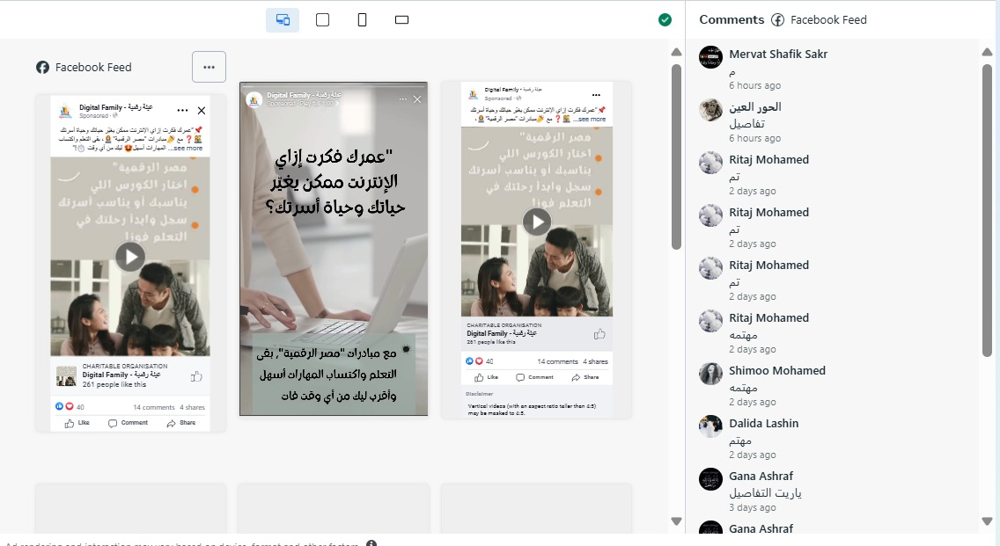 Facebook Feed
Digital Family - عيلة رقمية
Sponsored ·
📌"عمرك فكرت إزاي الإنترنت ممكن يغيّر حياتك وحياة أسرتك
مع 🤔 مبادرات "مصر الرقمية"، بقى التعلم واكتساب
المهارات أسهل😍 ليك من أي وقت ⏱️!"
...see more
مصر الرقمية"
اختار الكورس اللي
يناسبك أو يناسب أسرتك
سجل وابدأ رحلتك في
التعلم فورًا
CHARITABLE ORGANISATION
Digital Family - عيلة رقمية
261 people like this
40
14 comments 4 shares
Like Comment Share
Digital Family - عيلة رقمية
"عمرك فكرت إزاي
الإنترنت ممكن يغيّر
حياتك وحياة أسرتك؟
مع مبادرات "مصر الرقمية"، بقى
التعلم واكتساب المهارات أسهل
وأقرب ليك من أي وقت فات
Digital Family - عيلة رقمية
Sponsored ·
📌"عمرك فكرت إزاي الإنترنت ممكن يغيّر حياتك وحياة أسرتك
مع مبادرات "مصر الرقمية"
...see more
مصر الرقمية"
اختار الكورس اللي
يناسبك أو يناسب أسرتك
سجل وابدأ رحلتك في
التعلم فورًا
CHARITABLE ORGANISATION
Digital Family - عيلة رقمية
261 people like this
40
14 comments 4 shares
Like Comment Share
Disclaimer
Vertical videos (with an aspect ratio taller than 4:5)
may be masked to 4:5.
Ad rendering and interaction may vary based on device, format and other factors.
Comments Facebook Feed
Mervat Shafik Sakr
م
6 hours ago
الحور العين
تفاصيل
6 hours ago
Ritaj Mohamed
تم
2 days ago
Ritaj Mohamed
تم
2 days ago
Ritaj Mohamed
تم
2 days ago
Ritaj Mohamed
مهتمه
2 days ago
Shimoo Mohamed
مهتمه
2 days ago
Dalida Lashin
مهتم
2 days ago
Gana Ashraf
ياريت التفاصيل
3 days ago
Gana Ashraf